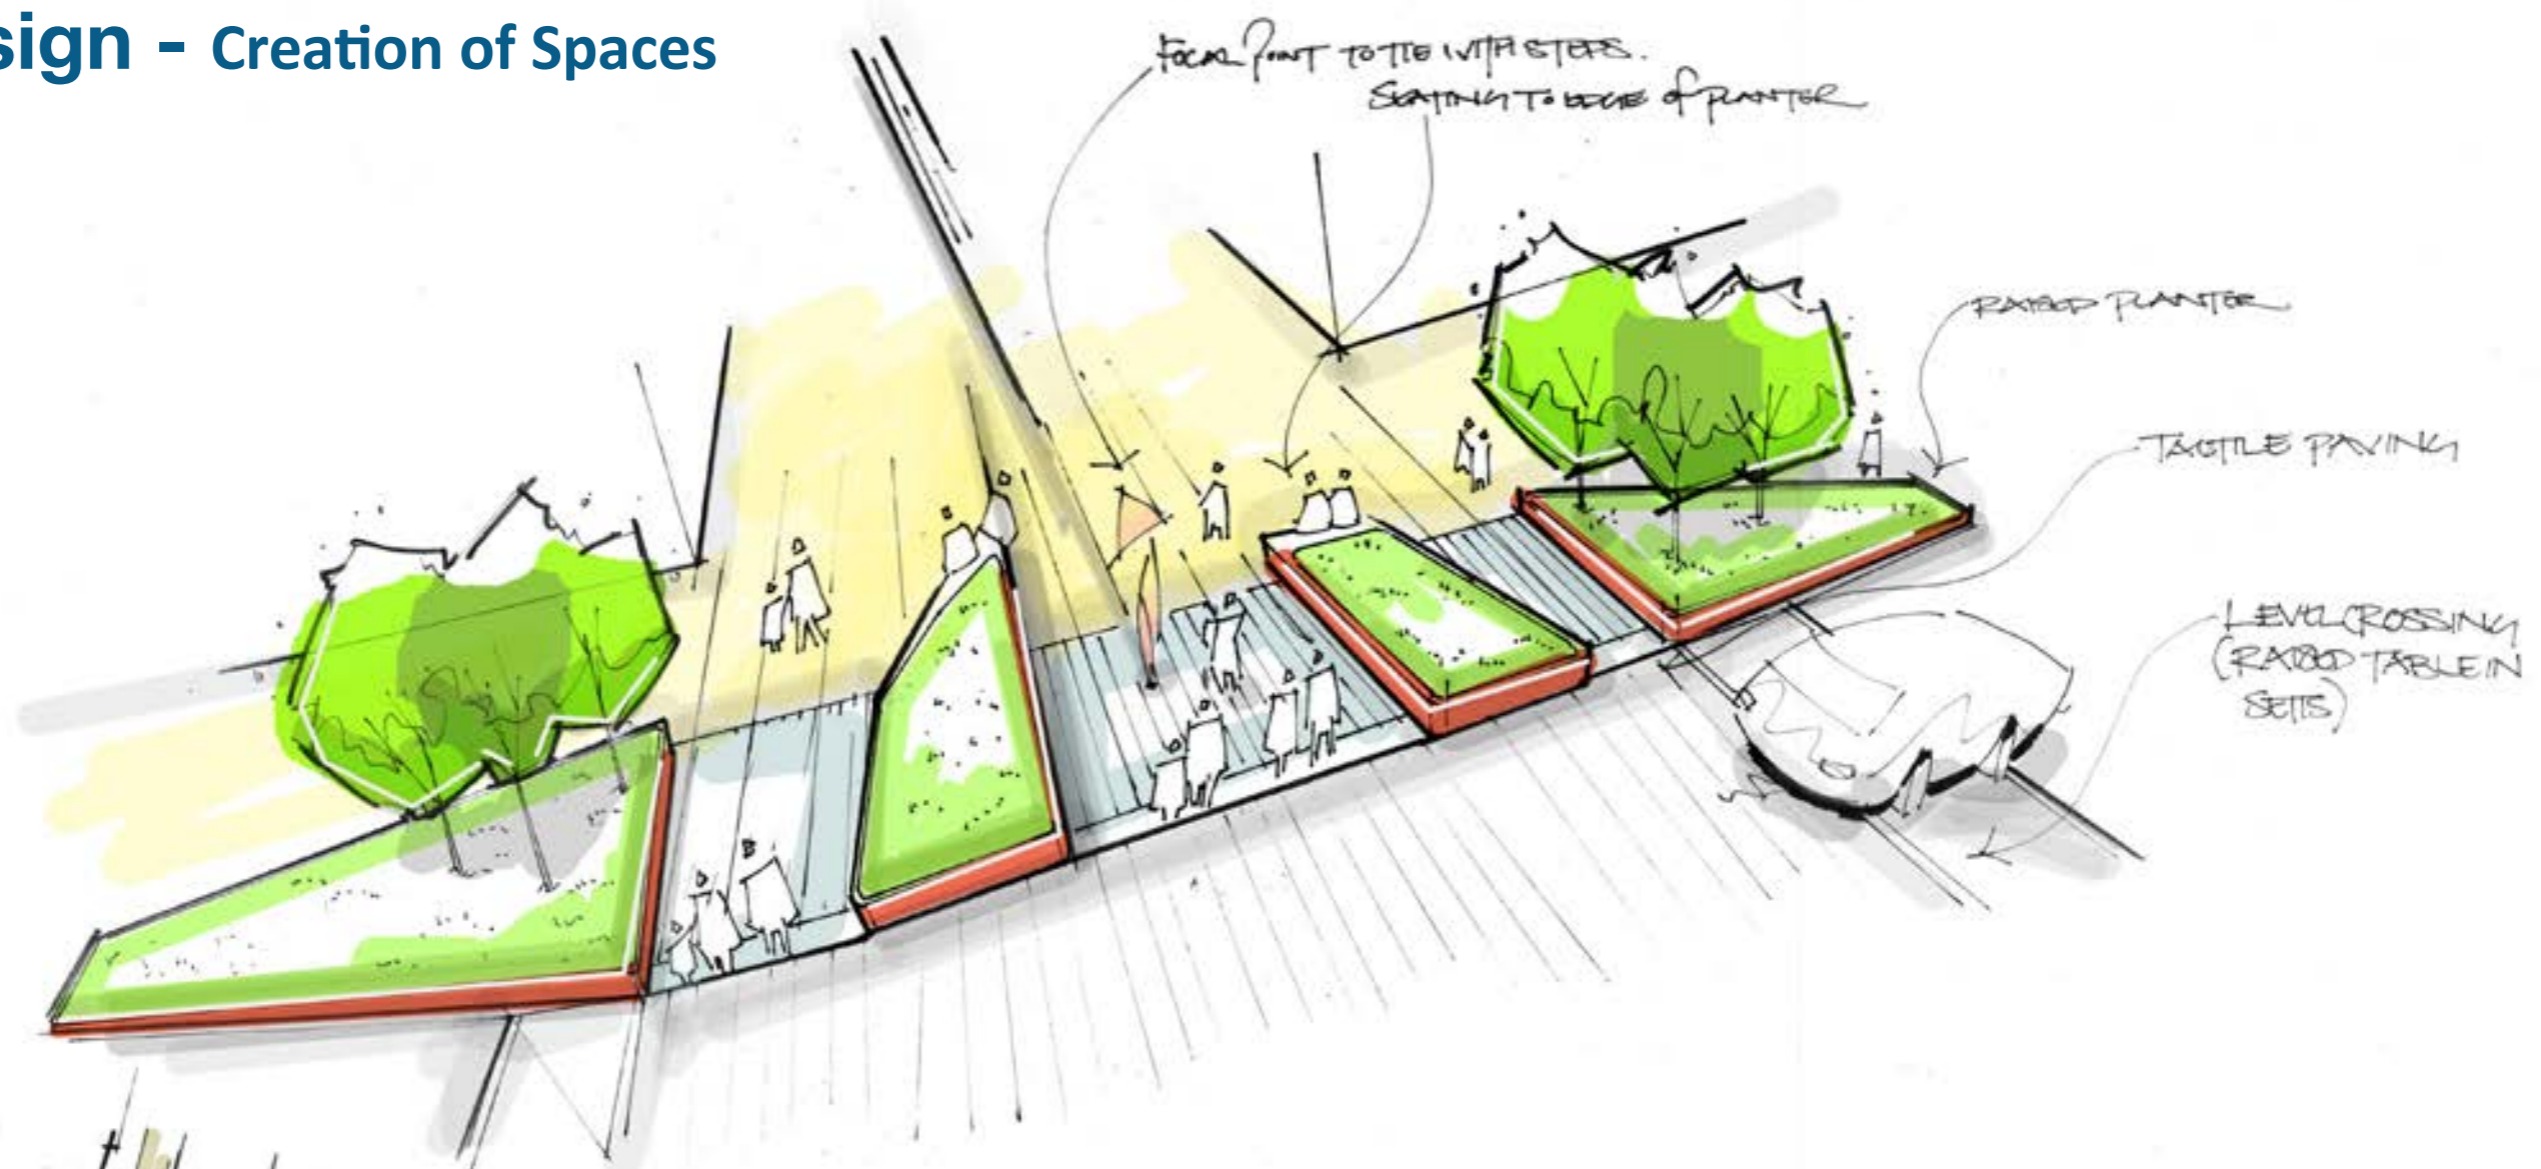 sign - Creation of Spaces
FOCAL POINT TO TIE WITH STEPS.
SEATING TO EDGE of PLANTER
RAISED PLANTER
TACTILE PAVING
LEVEL CROSSING
(RAISED TABLE IN
SETTS)